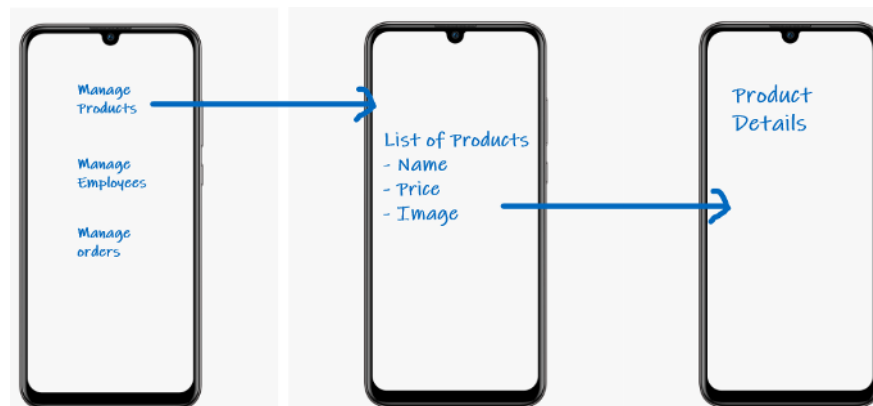 Manage
Products
Manage
Employees
Manage
orders
List of Products
- Name
- Price
- Image
Product
Details